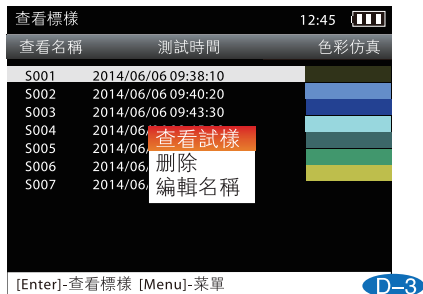 查看標樣 12:45
查看名稱 測試時間 色彩仿真
S001 2014/06/06 09:38:10
S002 2014/06/06 09:40:20
S003 2014/06/06 09:43:30
S004 2014/06/
S005 2014/06/
S006 2014/06/
S007 2014/06/
查看試樣
刪除
編輯名稱
[Enter]-查看標樣 [Menu]-菜單
D–3